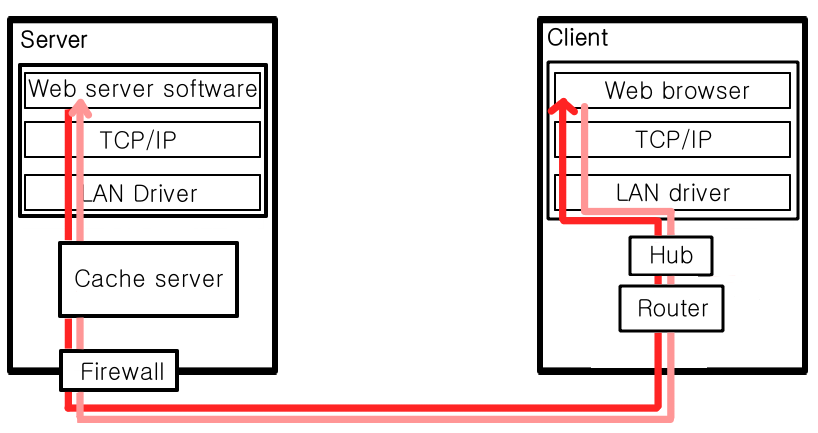 Server
Web server software
TCP/IP
LAN Driver
Cache server
Firewall
Client
Web browser
TCP/IP
LAN driver
Hub
Router